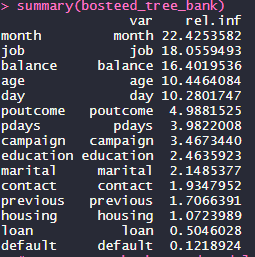 > summary(bosteed_tree_bank)
var rel.inf
month month 22.4253582
job job 18.0559493
balance balance 16.4019536
age age 10.4464084
day day 10.2801747
poutcome poutcome 4.9881525
pdays pdays 3.9822008
campaign campaign 3.4673440
education education 2.4635923
marital marital 2.1485377
contact contact 1.9347952
previous previous 1.7066391
housing housing 1.0723989
loan loan 0.5046028
default default 0.1218924